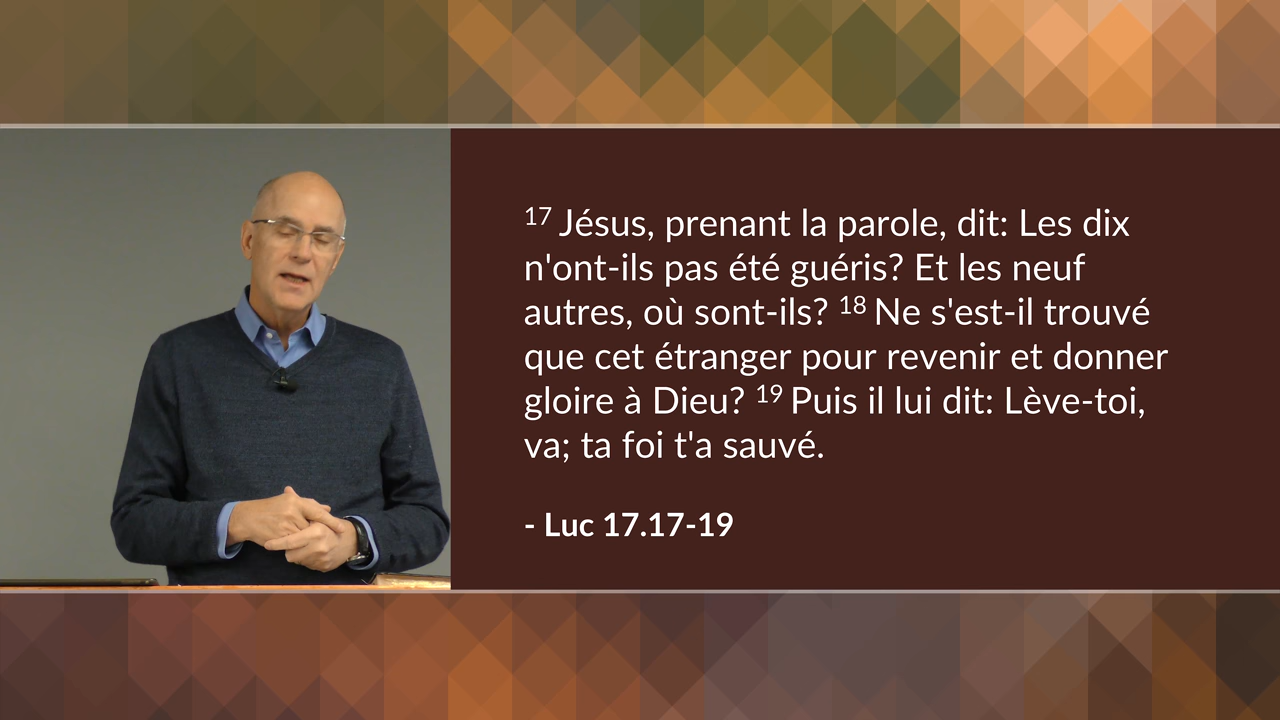 17 Jésus, prenant la parole, dit: Les dix
n'ont-ils pas été guéris? Et les neuf
autres, où sont-ils? 18 Ne s'est-il trouvé
que cet étranger pour revenir et donner
gloire à Dieu? 19 Puis il lui dit: Lève-toi,
va; ta foi t'a sauvé.
- Luc 17.17-19